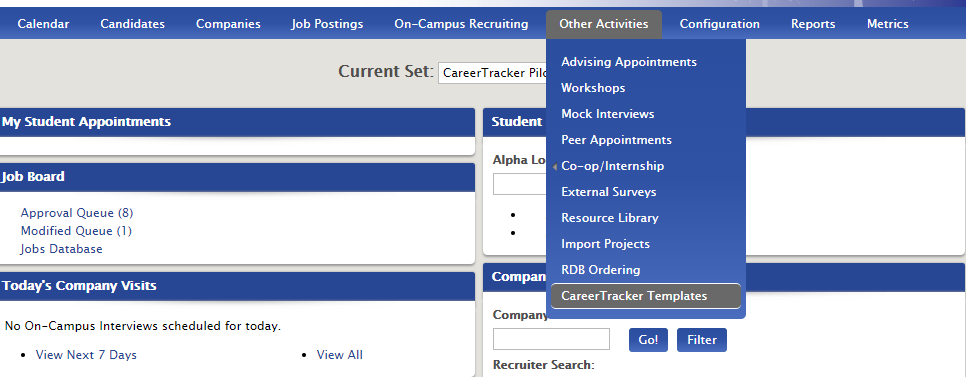 Calendar Candidates Companies Job Postings On-Campus Recruiting Other Activities Configuration Reports Metrics
Current Set: CareerTracker Pilo
Advising Appointments
Workshops
Mock Interviews
Peer Appointments
Co-op/Internship
External Surveys
Resource Library
Import Projects
RDB Ordering
CareerTracker Templates
My Student Appointments
Job Board
Approval Queue (8)
Modified Queue (1)
Jobs Database
Today's Company Visits
No On-Campus Interviews scheduled for today.
View Next 7 Days View All
Student
Alpha Lo
Company
Company
Go! Filter
Recruiter Search: